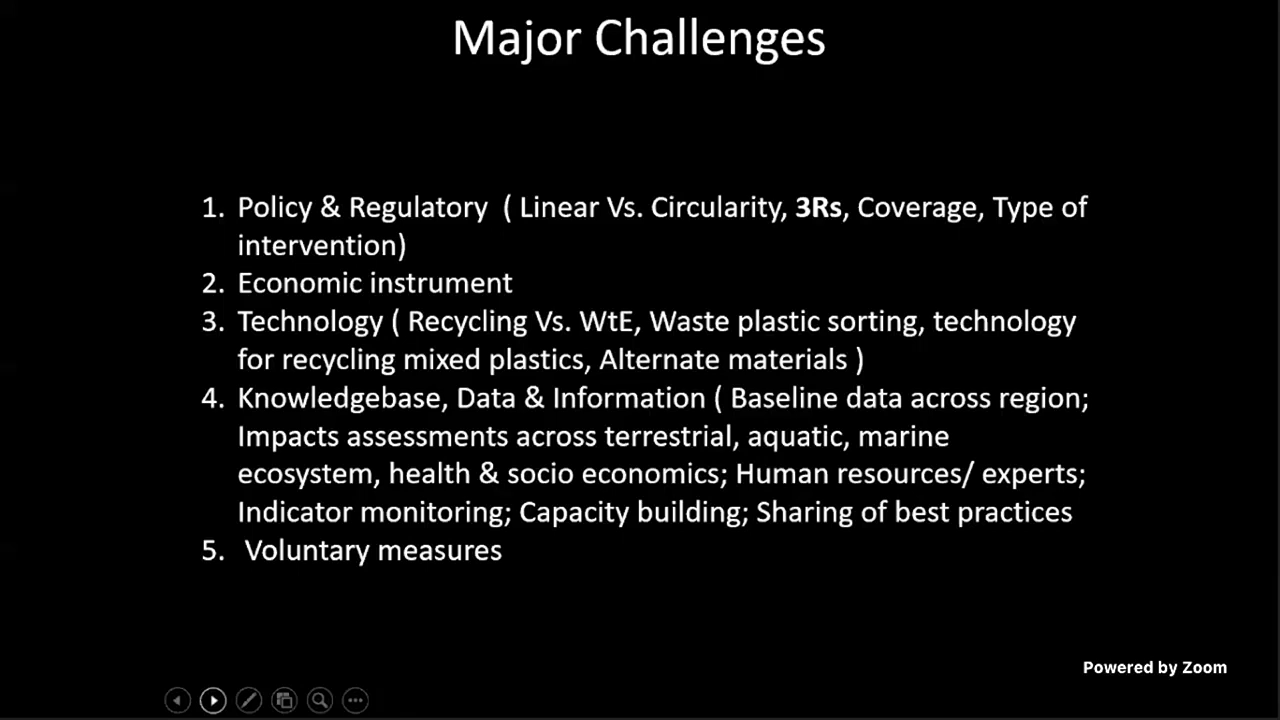 Major Challenges
1. Policy & Regulatory ( Linear Vs. Circularity, 3Rs, Coverage, Type of
intervention)
2. Economic instrument
3. Technology ( Recycling Vs. WtE, Waste plastic sorting, technology
for recycling mixed plastics, Alternate materials )
4. Knowledgebase, Data & Information ( Baseline data across region;
Impacts assessments across terrestrial, aquatic, marine
ecosystem, health & socio economics; Human resources/ experts;
Indicator monitoring; Capacity building; Sharing of best practices
5. Voluntary measures
Powered by Zoom